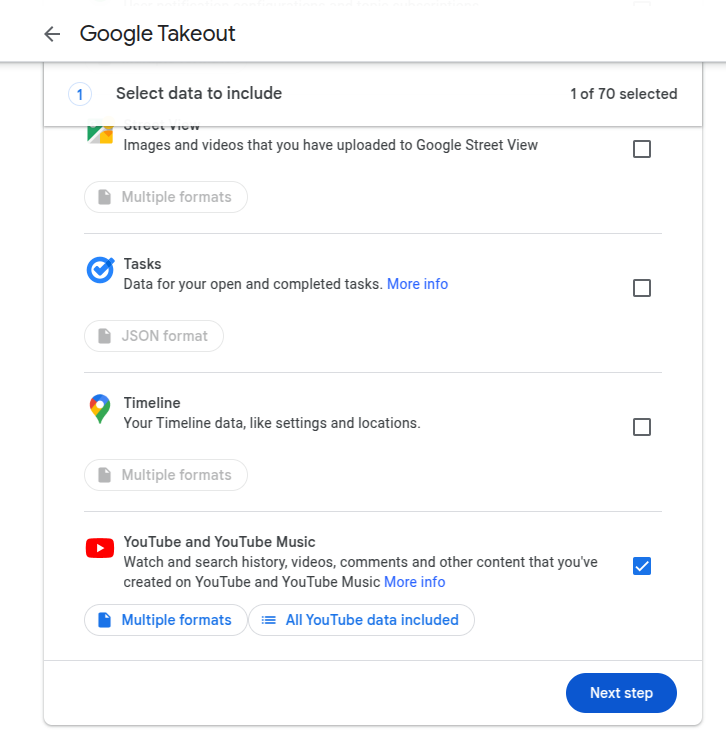 Google Takeout
1
Select data to include
1 of 70 selected
Street View
Images and videos that you have uploaded to Google Street View
Multiple formats
Tasks
Data for your open and completed tasks. More info
JSON format
Timeline
Your Timeline data, like settings and locations.
Multiple formats
YouTube and YouTube Music
Watch and search history, videos, comments and other content that you've
created on YouTube and YouTube Music More info
Multiple formats
All YouTube data included
Next step